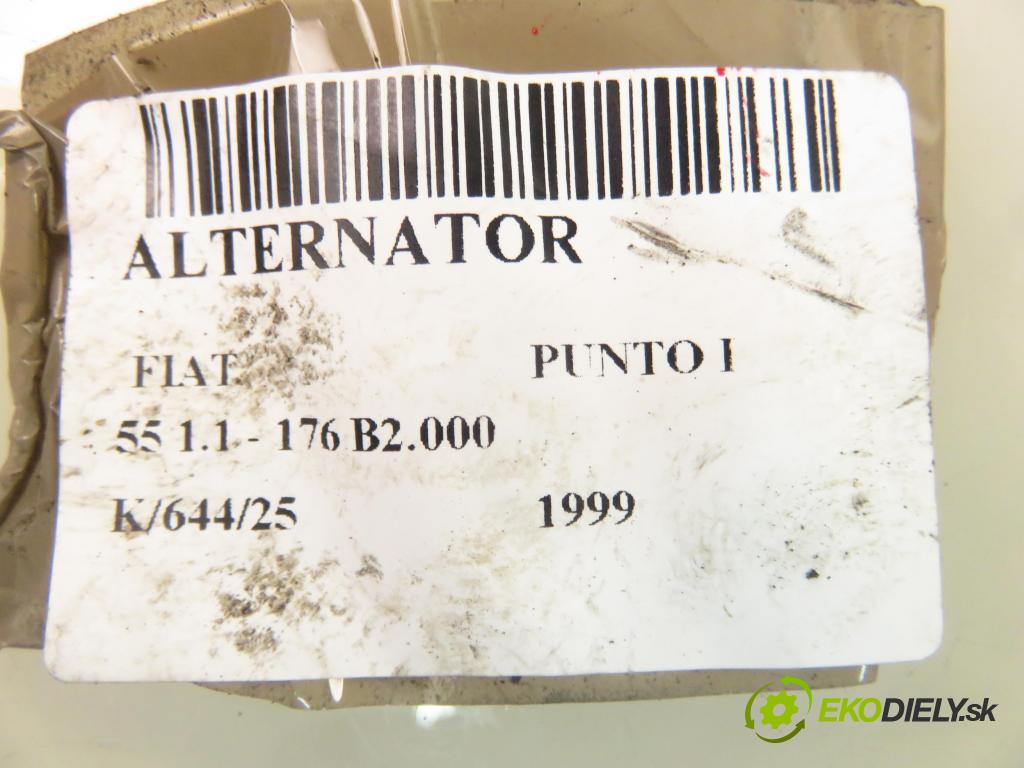 ALTERNATOR
FIAT PUNTO I
55 1.1 - 176 B2.000
K/644/25 1999
EKODIELY.sk